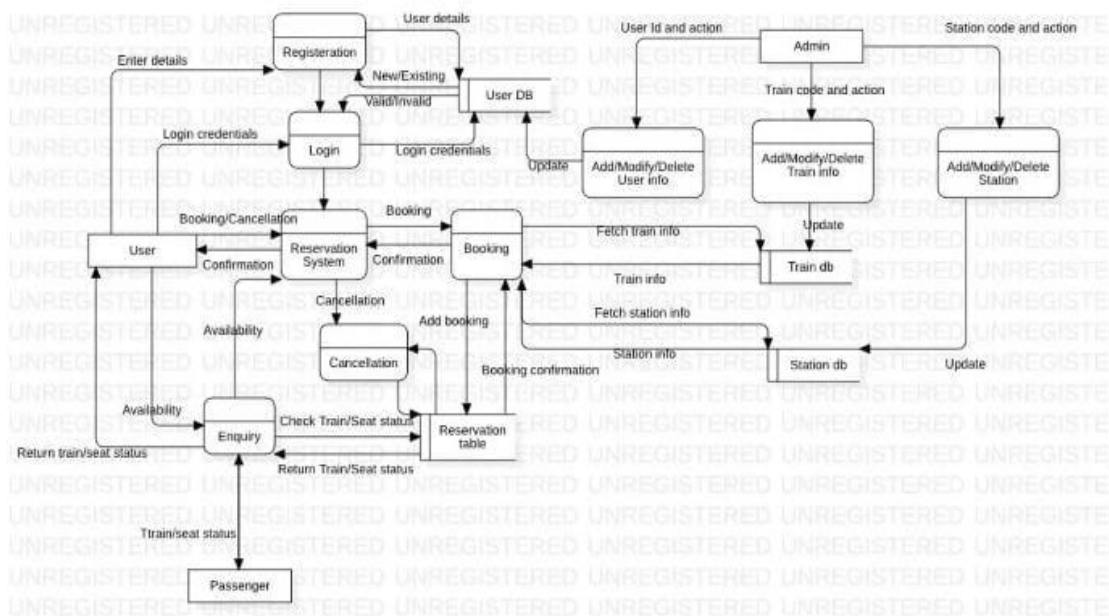 User details
User Id and action
Station code and action
Admin
Registeration
Enter details
New/Existing
Train code and action
User DB
Valid/Invalid
Login credentials
Login
Login credentials
Update
Add/Modify/Delete
User info
Add/Modify/Delete
Train info
Add/Modify/Delete
Station
Booking/Cancellation
Booking
Fetch train info
Update
User
Reservation
System
Booking
Confirmation
Confirmation
Train db
Train info
Cancellation
Add booking
Fetch station info
Availability
Station info
Cancellation
Booking confirmation
Station db
Update
Availability
Check Train/Seat status
Enquiry
Reservation
table
Return train/seat status
Return Train/Seat status
Ttrain/seat status
Passenger
UNREGISTERED